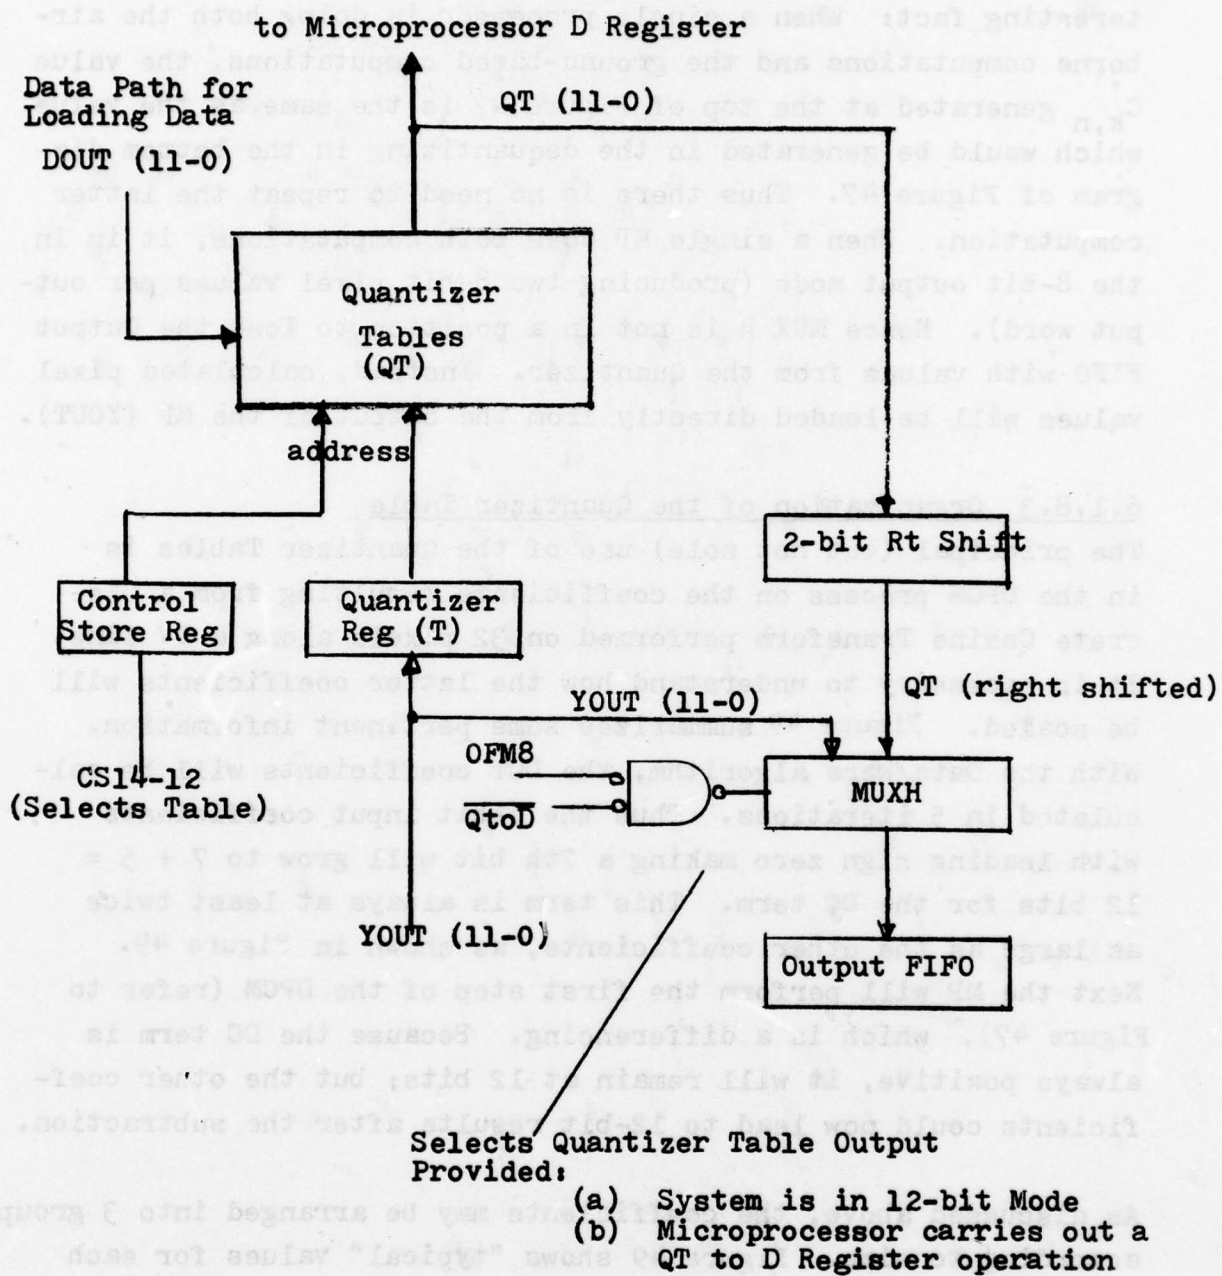 to Microprocessor D Register
Data Path for
Loading Data
DOUT (11-0)
QT (11-0)
Quantizer
Tables
(QT)
address
2-bit Rt Shift
Control
Store Reg
Quantizer
Reg (T)
QT (right shifted)
YOUT (11-0)
OFM8
QtoD
MUXH
CS14-12
(Selects Table)
YOUT (11-0)
Output FIFO
Selects Quantizer Table Output
Provided:
(a) System is in 12-bit Mode
(b) Microprocessor carries out a
QT to D Register operation